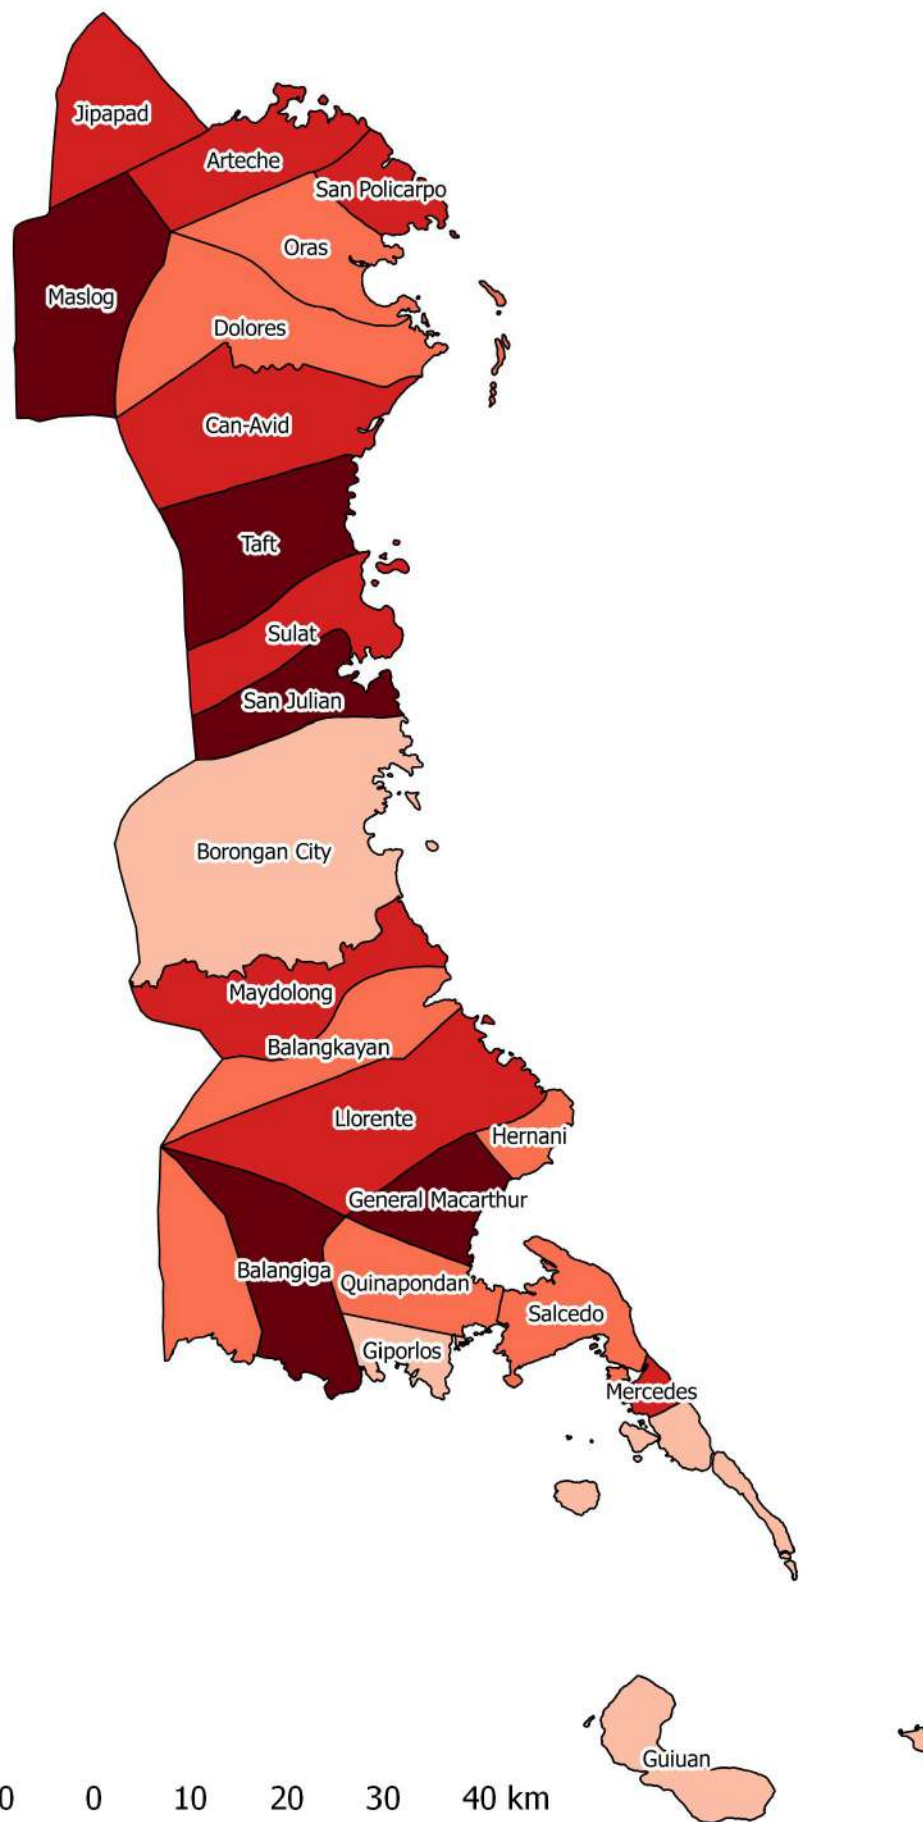 Jipapad
Arteche
San Policarpo
Oras
Maslog
Dolores
Can-Avid
Taft
Sulat
San Julian
Borongan City
Maydolong
Balangkayan
Llorente
Hernani
General Macarthur
Balangiga
Quinapondan
Salcedo
Giporlos
Mercedes
Guiuan
0 0 10 20 30 40 km